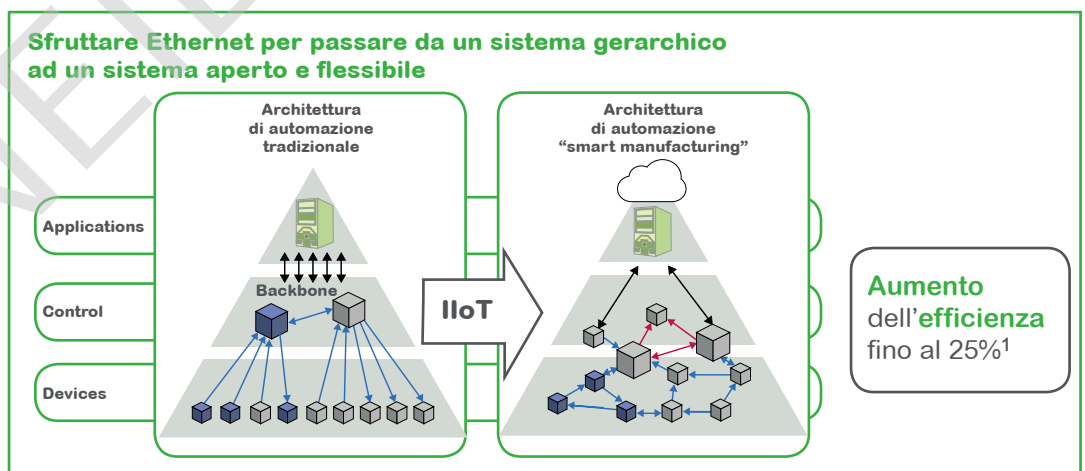 Sfruttare Ethernet per passare da un sistema gerarchico
ad un sistema aperto e flessibile
Architettura
di automazione
tradizionale
Architettura
di automazione
“smart manufacturing”
Applications
Backbone
Control
IIoT
Devices
Aumento
dell'efficienza
fino al 25%¹